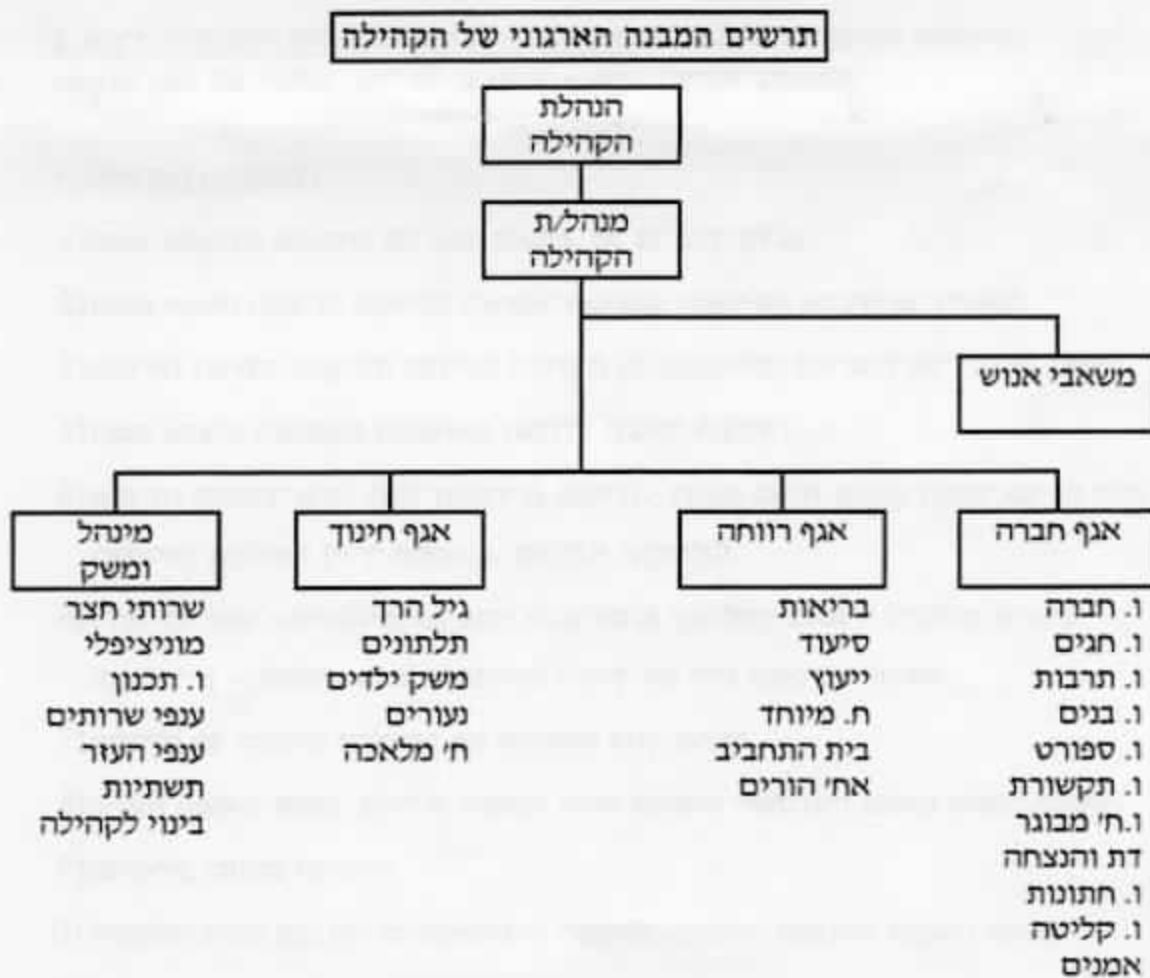 תרשים המבנה הארגוני של הקהילה
הנהלת
הקהילה
מנהל/ת
הקהילה
משאבי אנוש
אגף חברה
ו. חברה
ו. חגים
ו. תרבות
ו. בנים
ו. ספורט
ו. תקשורת
ו.ח' מבוגר
דת והנצחה
ו. חתונות
ו. קליטה
אמנים
אגף רווחה
בריאות
סיעוד
ייעוץ
ח. מיוחד
בית התחביב
אח' הורים
אגף חינוך
גיל הרך
תלתונים
משק ילדים
נעורים
ח' מלאכה
מינהל
ומשק
שרותי חצר
מוניציפלי
ו. תכנון
ענפי שרותים
ענפי העזר
תשתיות
בינוי לקהילה